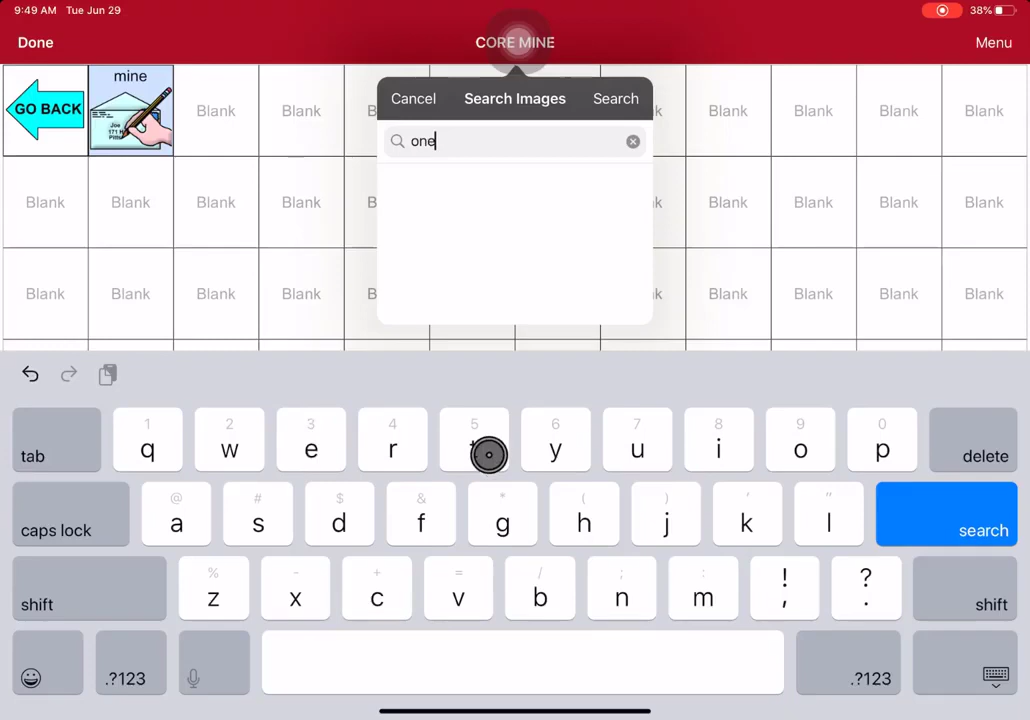 9:49 AM Tue Jun 29 38%
Done CORE MINE Menu
GO BACK mine Blank Blank Blank Blank Blank Blank
Cancel Search Images Search
one
Blank Blank Blank Blank Blank Blank Blank Blank
Blank Blank Blank Blank Blank Blank Blank Blank
tab 1 q 2 w 3 e 4 r 5 6 y 7 u 8 i 9 o 0 p delete
caps lock @ a # s $ d & f * g ( h ) j ' k " l search
shift % z - x + c = v / b ; n : m ! , ? . shift
.?123 .?123